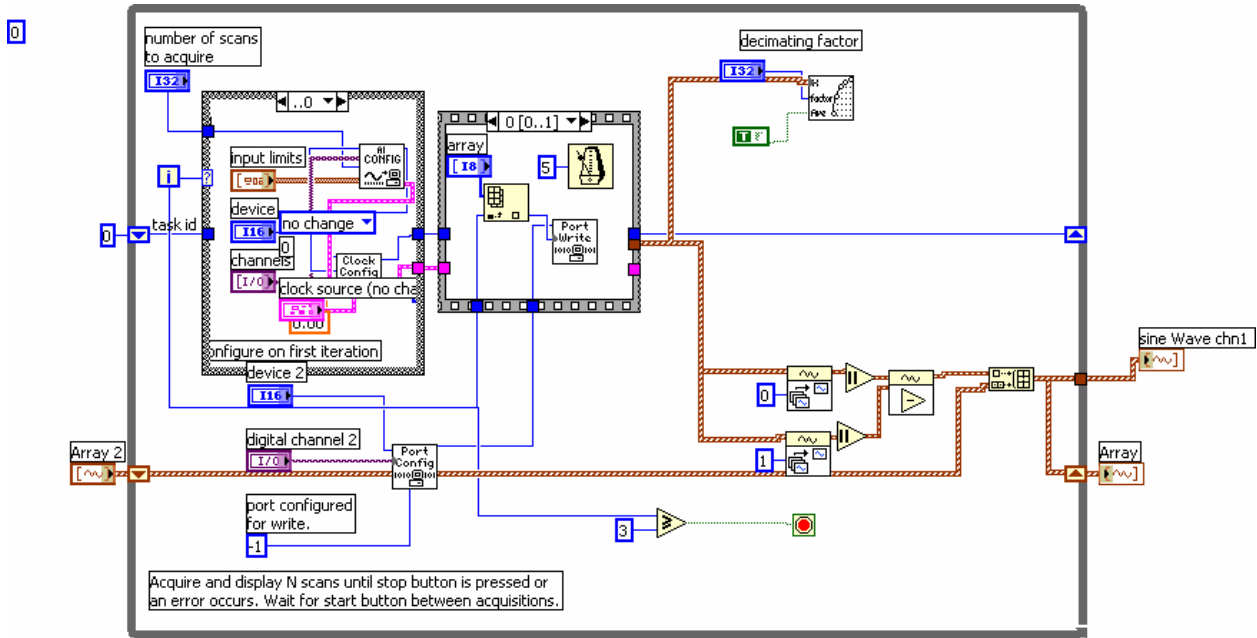 0
number of scans
to acquire
I32
..0
AI
CONFIG
input limits
i
?
device
I16
no change
task id
0
0
channels
I/O
Clock
Config
clock source (no cha
0.00
onfigure on first iteration
0 [0..1]
array
I8
5
Port
Write
decimating factor
I32
factor
Ave
T
device 2
I16
digital channel 2
I/O
Port
Config
port configured
for write.
-1
Array 2
0
1
3
sine Wave chn1
Array
Acquire and display N scans until stop button is pressed or
an error occurs. Wait for start button between acquisitions.